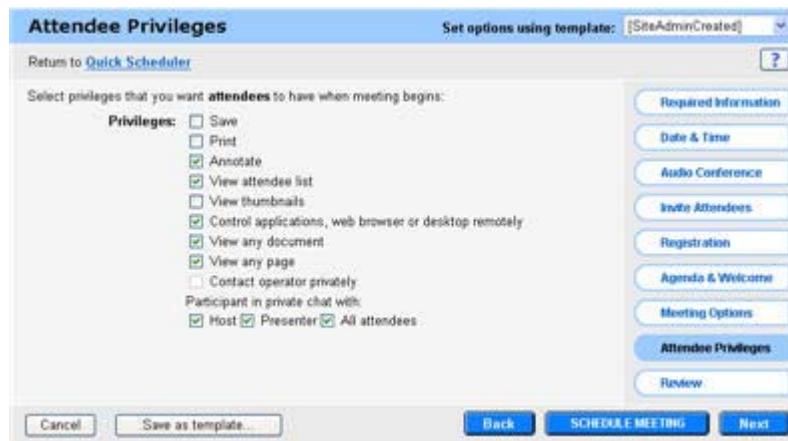 Attendee Privileges
Set options using template: [SiteAdminCreated]
Return to Quick Scheduler
?
Select privileges that you want attendees to have when meeting begins:
Privileges: Save
Print
Annotate
View attendee list
View thumbnails
Control applications, web browser or desktop remotely
View any document
View any page
Contact operator privately
Participant in private chat with:
Host Presenter All attendees
Required Information
Date & Time
Audio Conference
Invite Attendees
Registration
Agenda & Welcome
Meeting Options
Attendee Privileges
Review
Cancel Save as template... Back SCHEDULE MEETING Next